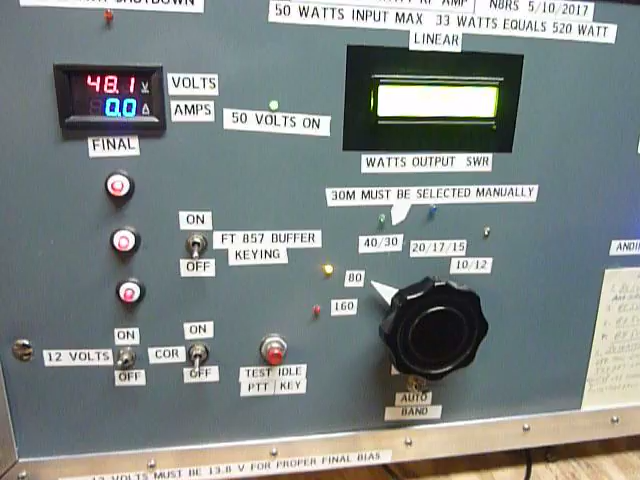 SHUTDOWN
RF AMP N8RS 5/10/2017
50 WATTS INPUT MAX 33 WATTS EQUALS 520 WATT
LINEAR
48.1 V
0.0 A
VOLTS
AMPS
50 VOLTS ON
FINAL
WATTS OUTPUT SWR
30M MUST BE SELECTED MANUALLY
ON
FT 857 BUFFER
KEYING
OFF
40/30
20/17/15
10/12
80
160
12 VOLTS
ON
OFF
COR
ON
OFF
TEST IDLE
PTT KEY
AUTO
BAND
VOLTS MUST BE 13.8 V FOR PROPER FINAL BIAS